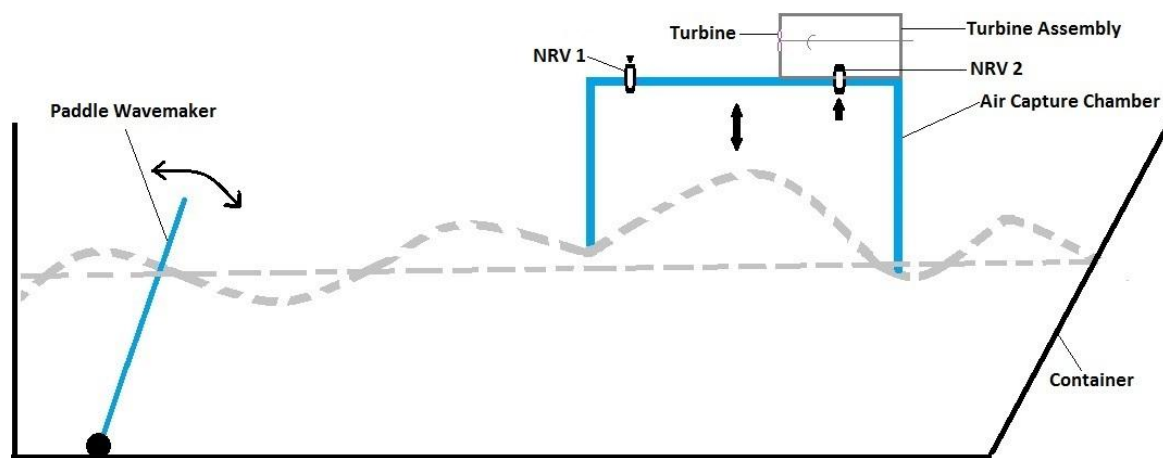 Turbine
Turbine Assembly
NRV 1
NRV 2
Paddle Wavemaker
Air Capture Chamber
Container